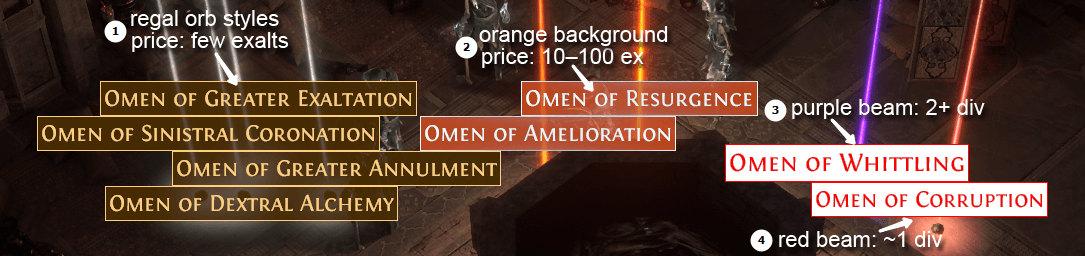 1 regal orb styles
price: few exalts
OMEN OF GREATER EXALTATION
OMEN OF SINISTRAL CORONATION
OMEN OF GREATER ANNULMENT
OMEN OF DEXTRAL ALCHEMY
2 orange background
price: 10–100 ex
OMEN OF RESURGENCE
OMEN OF AMELIORATION
3 purple beam: 2+ div
OMEN OF WHITTLING
OMEN OF CORRUPTION
4 red beam: ~1 div